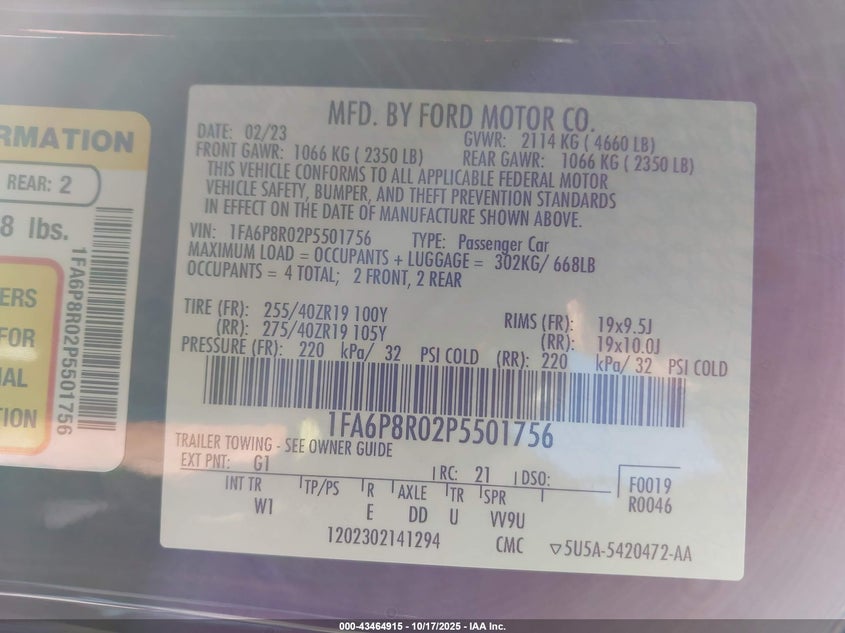 RMATION
REAR: 2
8 lbs.
ERS
FOR
IAL
TION
1FA6P8R02P5501756
MFD. BY FORD MOTOR CO.
DATE: 02/23 GVWR: 2114 KG ( 4660 LB)
FRONT GAWR: 1066 KG ( 2350 LB) REAR GAWR: 1066 KG ( 2350 LB)
THIS VEHICLE CONFORMS TO ALL APPLICABLE FEDERAL MOTOR
VEHICLE SAFETY, BUMPER, AND THEFT PREVENTION STANDARDS
IN EFFECT ON THE DATE OF MANUFACTURE SHOWN ABOVE.
VIN: 1FA6P8R02P5501756 TYPE: Passenger Car
MAXIMUM LOAD = OCCUPANTS + LUGGAGE = 302KG/ 668LB
OCCUPANTS = 4 TOTAL; 2 FRONT, 2 REAR
TIRE (FR): 255/40ZR19 100Y RIMS (FR): 19x9.5J
(RR): 275/40ZR19 105Y (RR): 19x10.0J
PRESSURE (FR): 220 kPa/ 32 PSI COLD (RR): 220 kPa/ 32 PSI COLD
1FA6P8R02P5501756
TRAILER TOWING - SEE OWNER GUIDE
EXT PNT: G1 RC: 21 DSO:
INT TR TP/PS R AXLE TR SPR F0019
W1 E DD U VV9U R0046
1202302141294 CMC ▽5U5A-5420472-AA
000-43464915 - 10/17/2025 - IAA Inc.